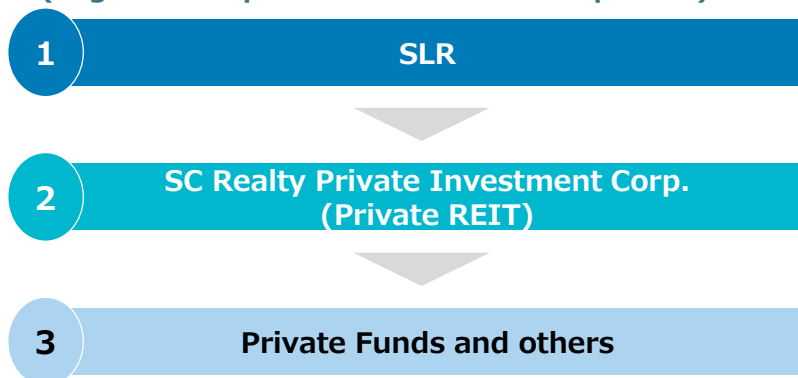 1
SLR
2
SC Realty Private Investment Corp.
(Private REIT)
3
Private Funds and others